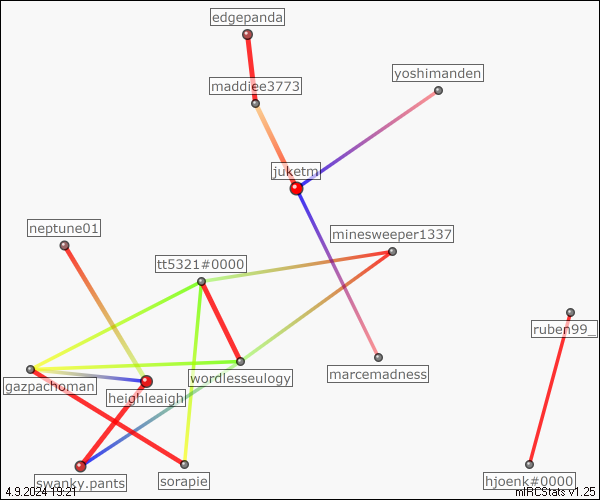 edgepanda
yoshimanden
maddiee3773
juketm
neptune01
minesweeper1337
tt5321#0000
ruben99_
marcemadness
wordlesseulogy
gazpachoman
heighleaigh
swanky.pants
sorapie
hjoenk#0000
4.9.2024 19:21
mIRCStats v1.25